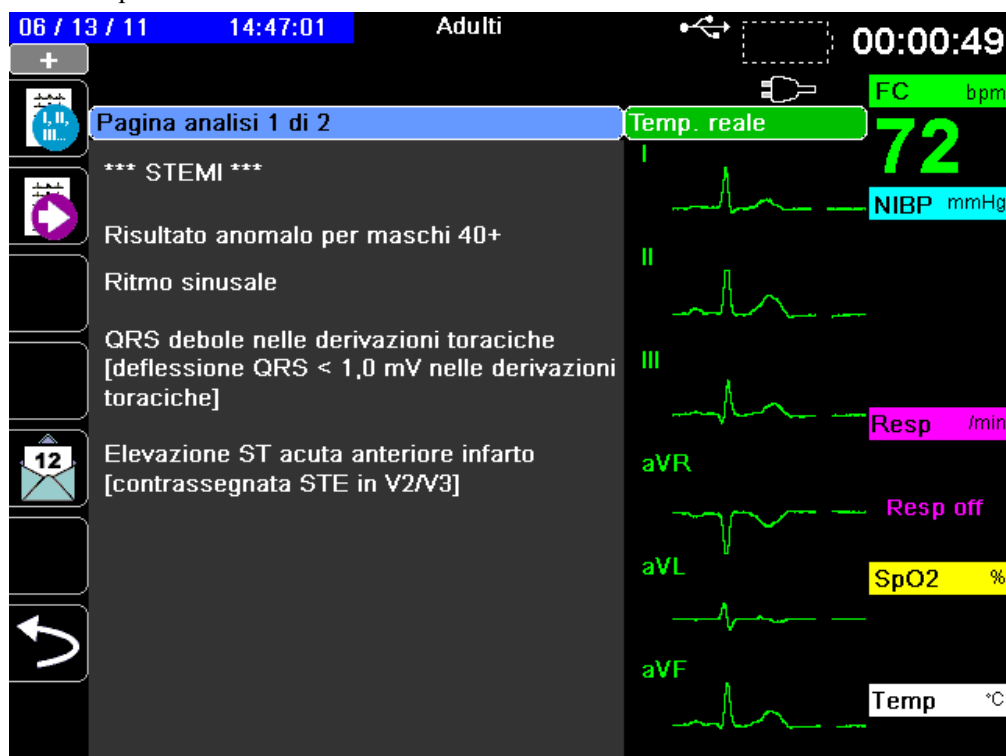 06 / 13 / 11 14:47:01 Adulti
00:00:49
+
FC bpm
72
I, II, III...
Pagina analisi 1 di 2
Temp. reale
*** STEMI ***
Risultato anomalo per maschi 40+
Ritmo sinusale
QRS debole nelle derivazioni toraciche
[deflessione QRS < 1,0 mV nelle derivazioni
toraciche]
Elevazione ST acuta anteriore infarto
[contrassegnata STE in V2/V3]
12
I
II
III
aVR
aVL
aVF
NIBP mmHg
Resp /min
Resp off
SpO2 %
Temp °C